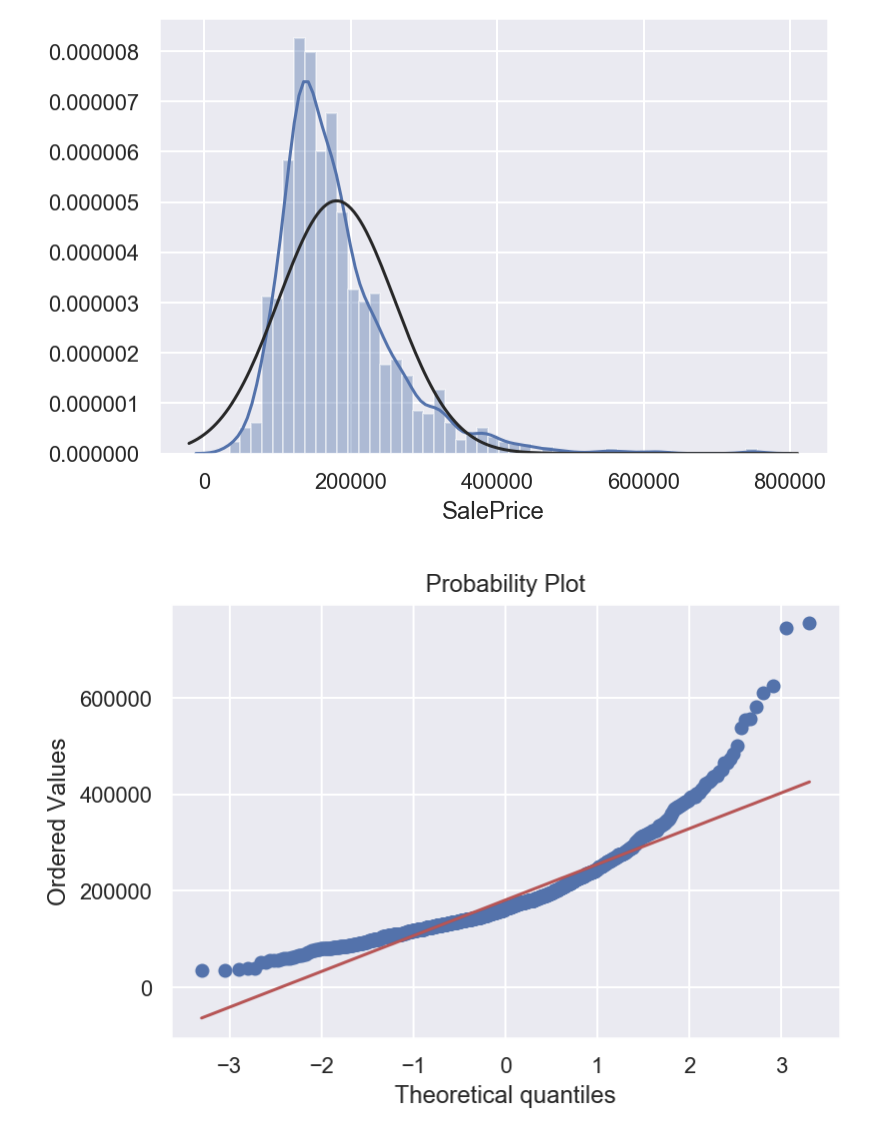 0.000008
0.000007
0.000006
0.000005
0.000004
0.000003
0.000002
0.000001
0.000000
0 200000 400000 600000 800000
SalePrice
Probability Plot
600000
400000
200000
0
Ordered Values
−3 −2 −1 0 1 2 3
Theoretical quantiles